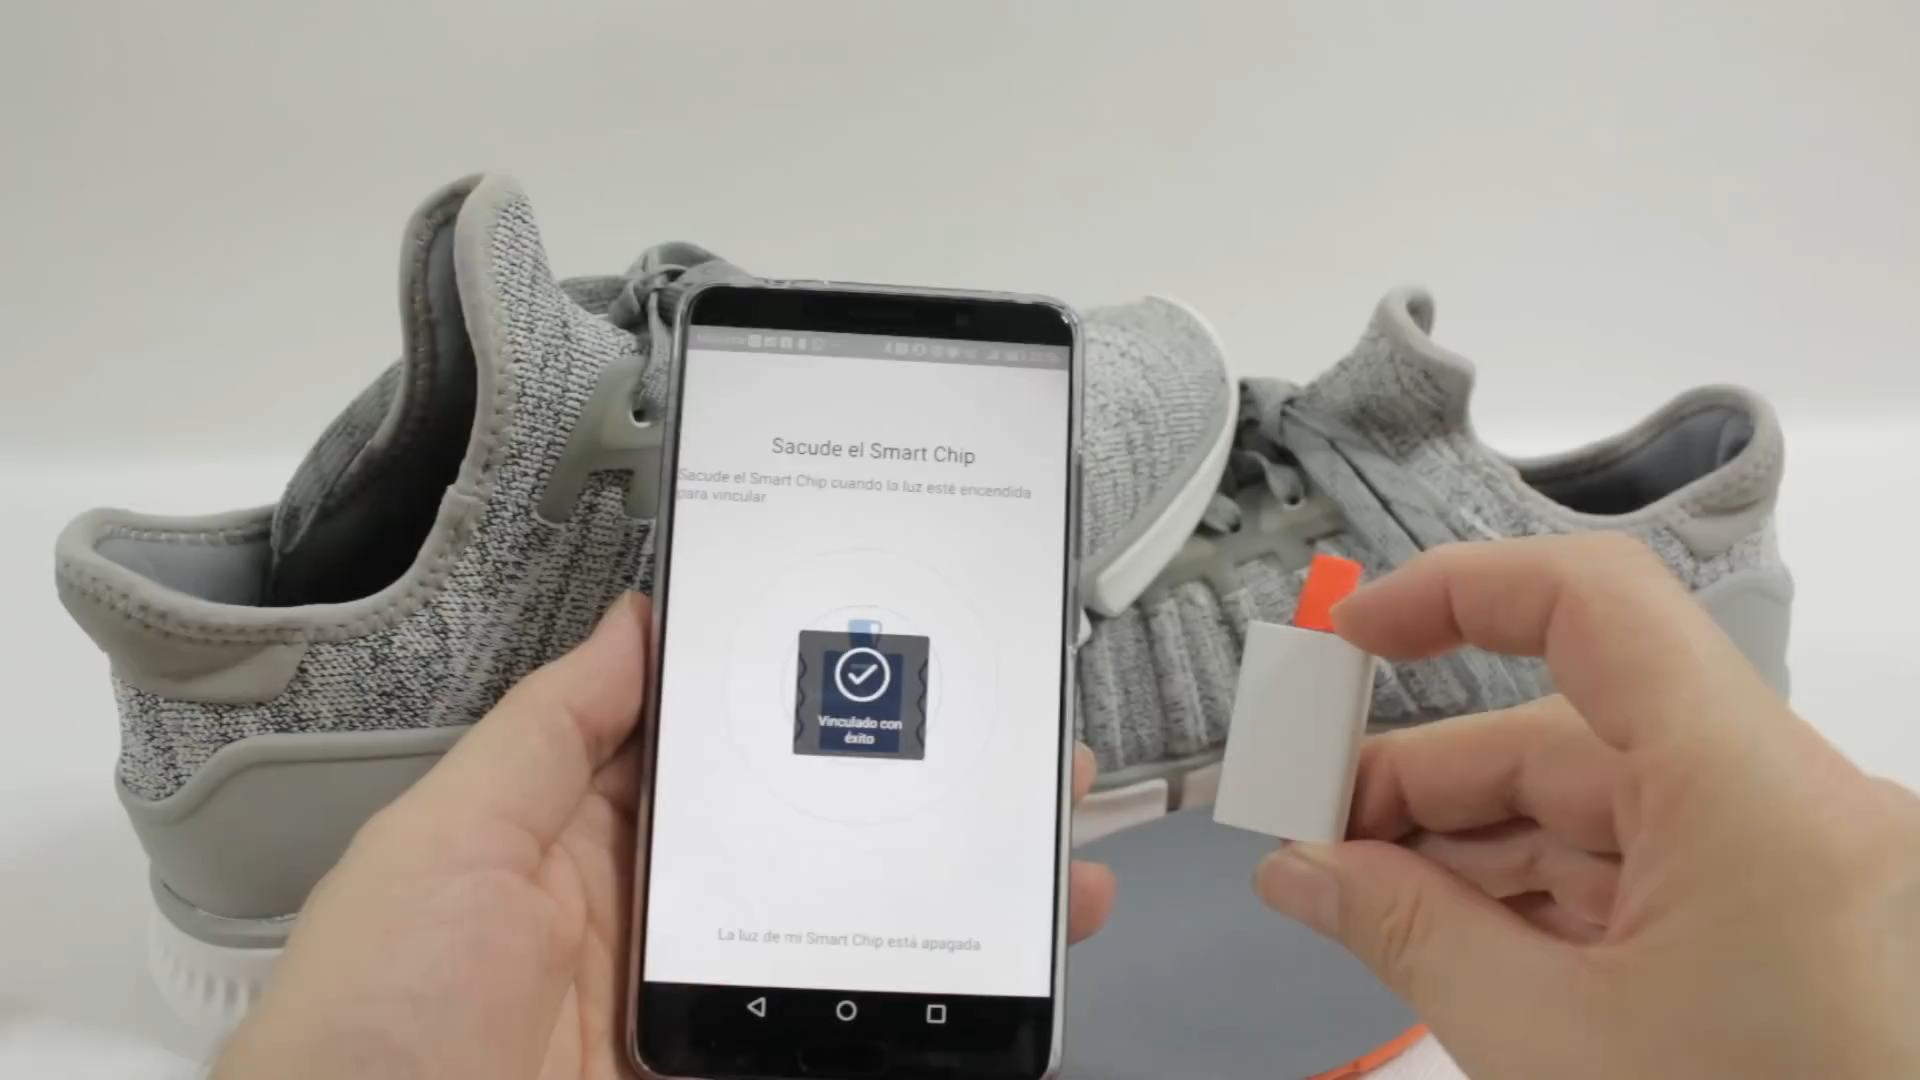 Sacude el Smart Chip
Sacude el Smart Chip cuando la luz esté encendida
para vincular
Vinculado con
éxito
La luz de mi Smart Chip está apagada